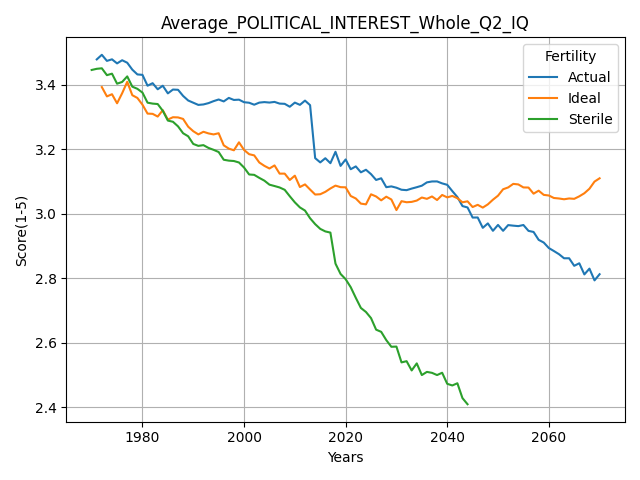 Average_POLITICAL_INTEREST_Whole_Q2_IQ
Fertility
Actual
Ideal
Sterile
Score(1-5)
3.4
3.2
3.0
2.8
2.6
2.4
1980 2000 2020 2040 2060
Years